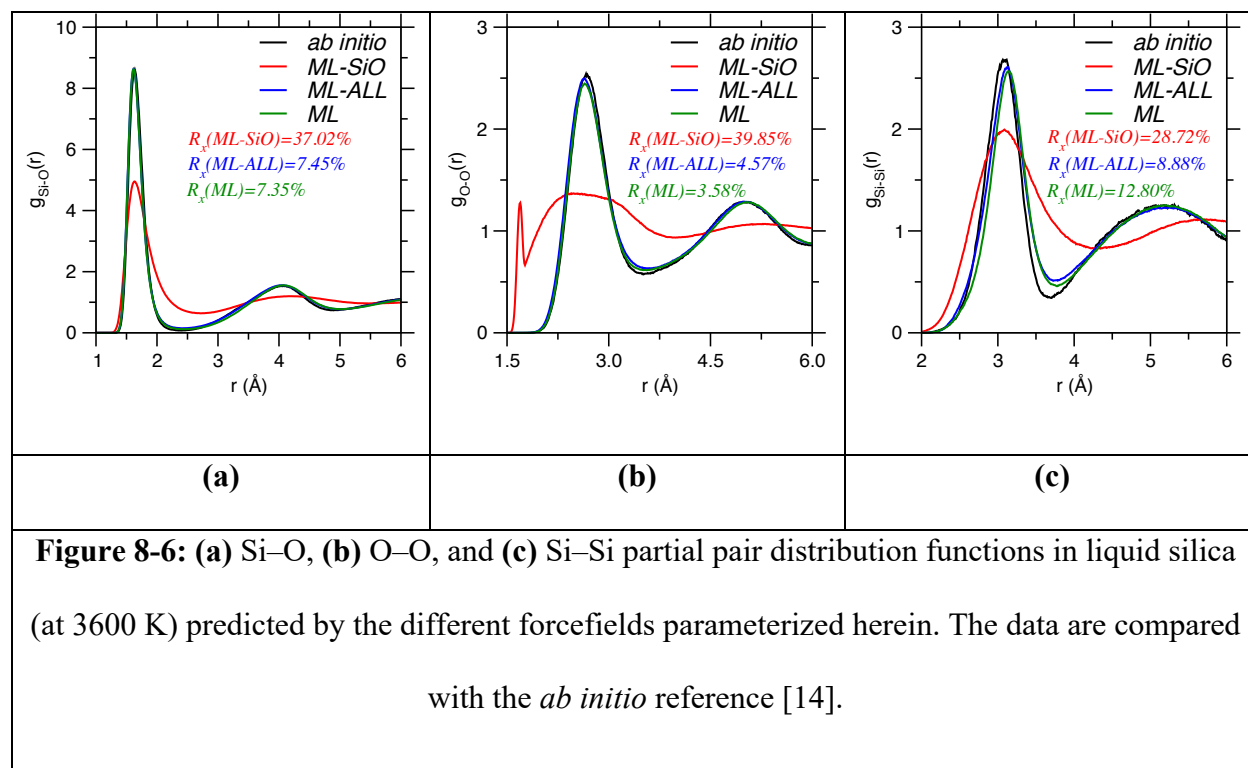 10
8
6
4
2
0
g_Si-O(r)
ab initio
ML-SiO
ML-ALL
ML
R_x(ML-SiO)=37.02%
R_x(ML-ALL)=7.45%
R_x(ML)=7.35%
1 2 3 4 5 6
r (Å)
3
2
1
0
g_O-O(r)
ab initio
ML-SiO
ML-ALL
ML
R_x(ML-SiO)=39.85%
R_x(ML-ALL)=4.57%
R_x(ML)=3.58%
1.5 3.0 4.5 6.0
r (Å)
3
2
1
0
g_Si-Si(r)
ab initio
ML-SiO
ML-ALL
ML
R_x(ML-SiO)=28.72%
R_x(ML-ALL)=8.88%
R_x(ML)=12.80%
2 3 4 5 6
r (Å)
(a) (b) (c)
Figure 8-6: (a) Si–O, (b) O–O, and (c) Si–Si partial pair distribution functions in liquid silica
(at 3600 K) predicted by the different forcefields parameterized herein. The data are compared
with the ab initio reference [14].